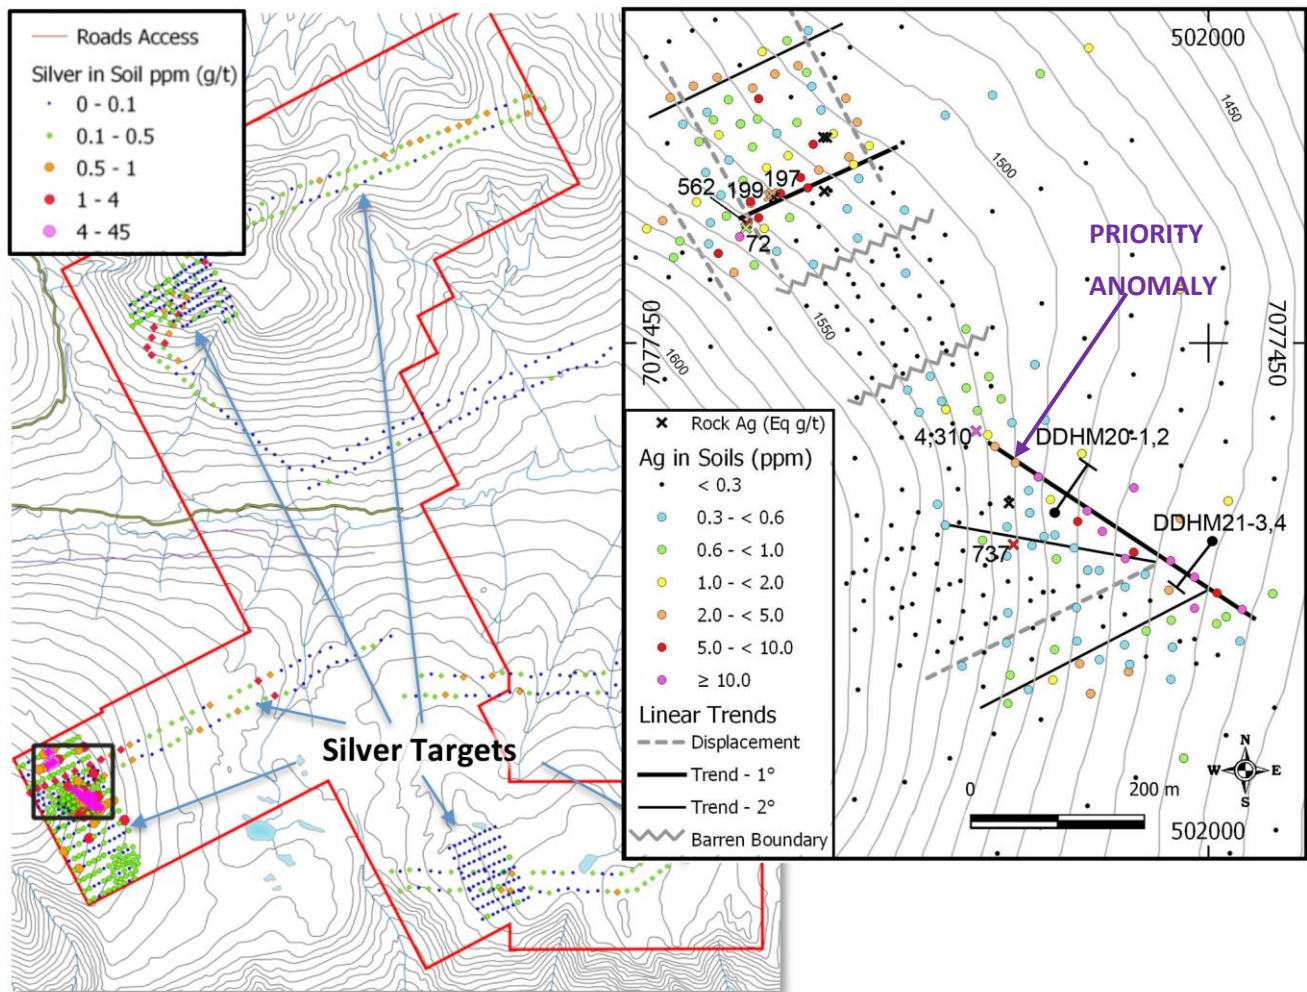 Roads Access
Silver in Soil ppm (g/t)
0 - 0.1
0.1 - 0.5
0.5 - 1
1 - 4
4 - 45
Silver Targets
502000
1450
1500
562
199
197
72
PRIORITY
ANOMALY
7077450
7077450
1550
1600
4,310
DDHM20-1,2
DDHM21-3,4
737
Rock Ag (Eq g/t)
Ag in Soils (ppm)
< 0.3
0.3 - < 0.6
0.6 - < 1.0
1.0 - < 2.0
2.0 - < 5.0
5.0 - < 10.0
≥ 10.0
Linear Trends
Displacement
Trend - 1°
Trend - 2°
Barren Boundary
N
W E
S
0 200 m
502000